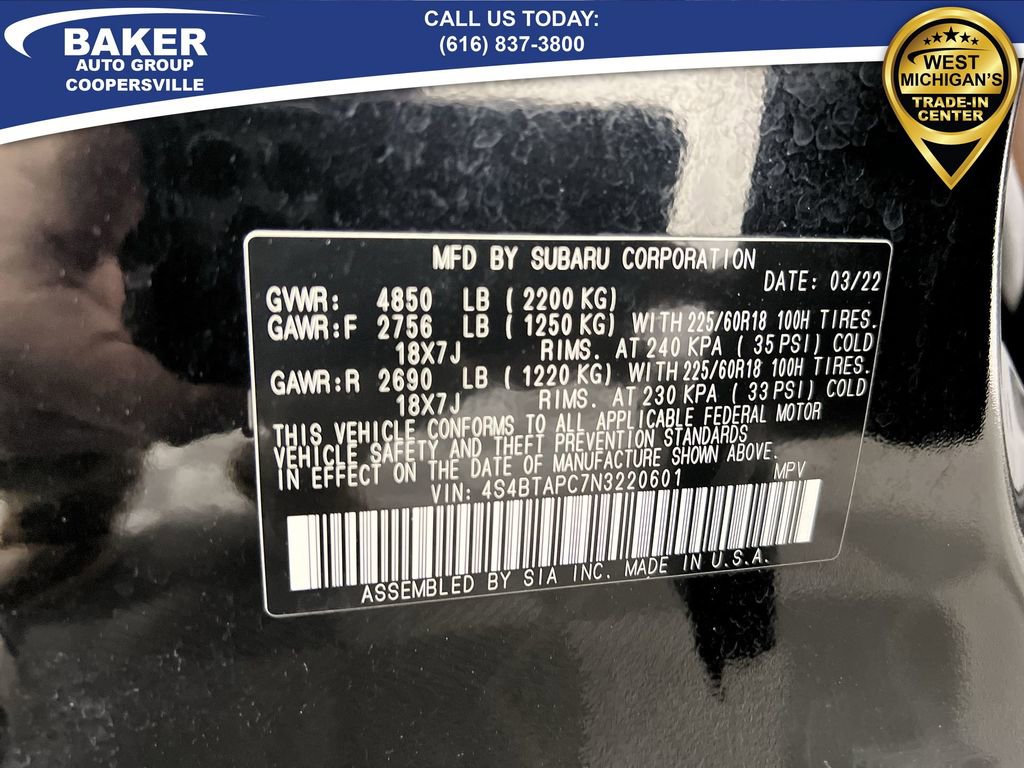 BAKER
AUTO GROUP
COOPERSVILLE
CALL US TODAY:
(616) 837-3800
WEST
MICHIGAN'S
TRADE-IN
CENTER
MFD BY SUBARU CORPORATION
DATE: 03/22
GVWR: 4850 LB ( 2200 KG)
GAWR:F 2756 LB ( 1250 KG) WITH 225/60R18 100H TIRES.
18X7J RIMS. AT 240 KPA ( 35 PSI) COLD
GAWR:R 2690 LB ( 1220 KG) WITH 225/60R18 100H TIRES.
18X7J RIMS. AT 230 KPA ( 33 PSI) COLD
THIS VEHICLE CONFORMS TO ALL APPLICABLE FEDERAL MOTOR
VEHICLE SAFETY AND THEFT PREVENTION STANDARDS
IN EFFECT ON THE DATE OF MANUFACTURE SHOWN ABOVE.
VIN: 4S4BTAPC7N3220601 MPV
ASSEMBLED BY SIA INC. MADE IN U.S.A.